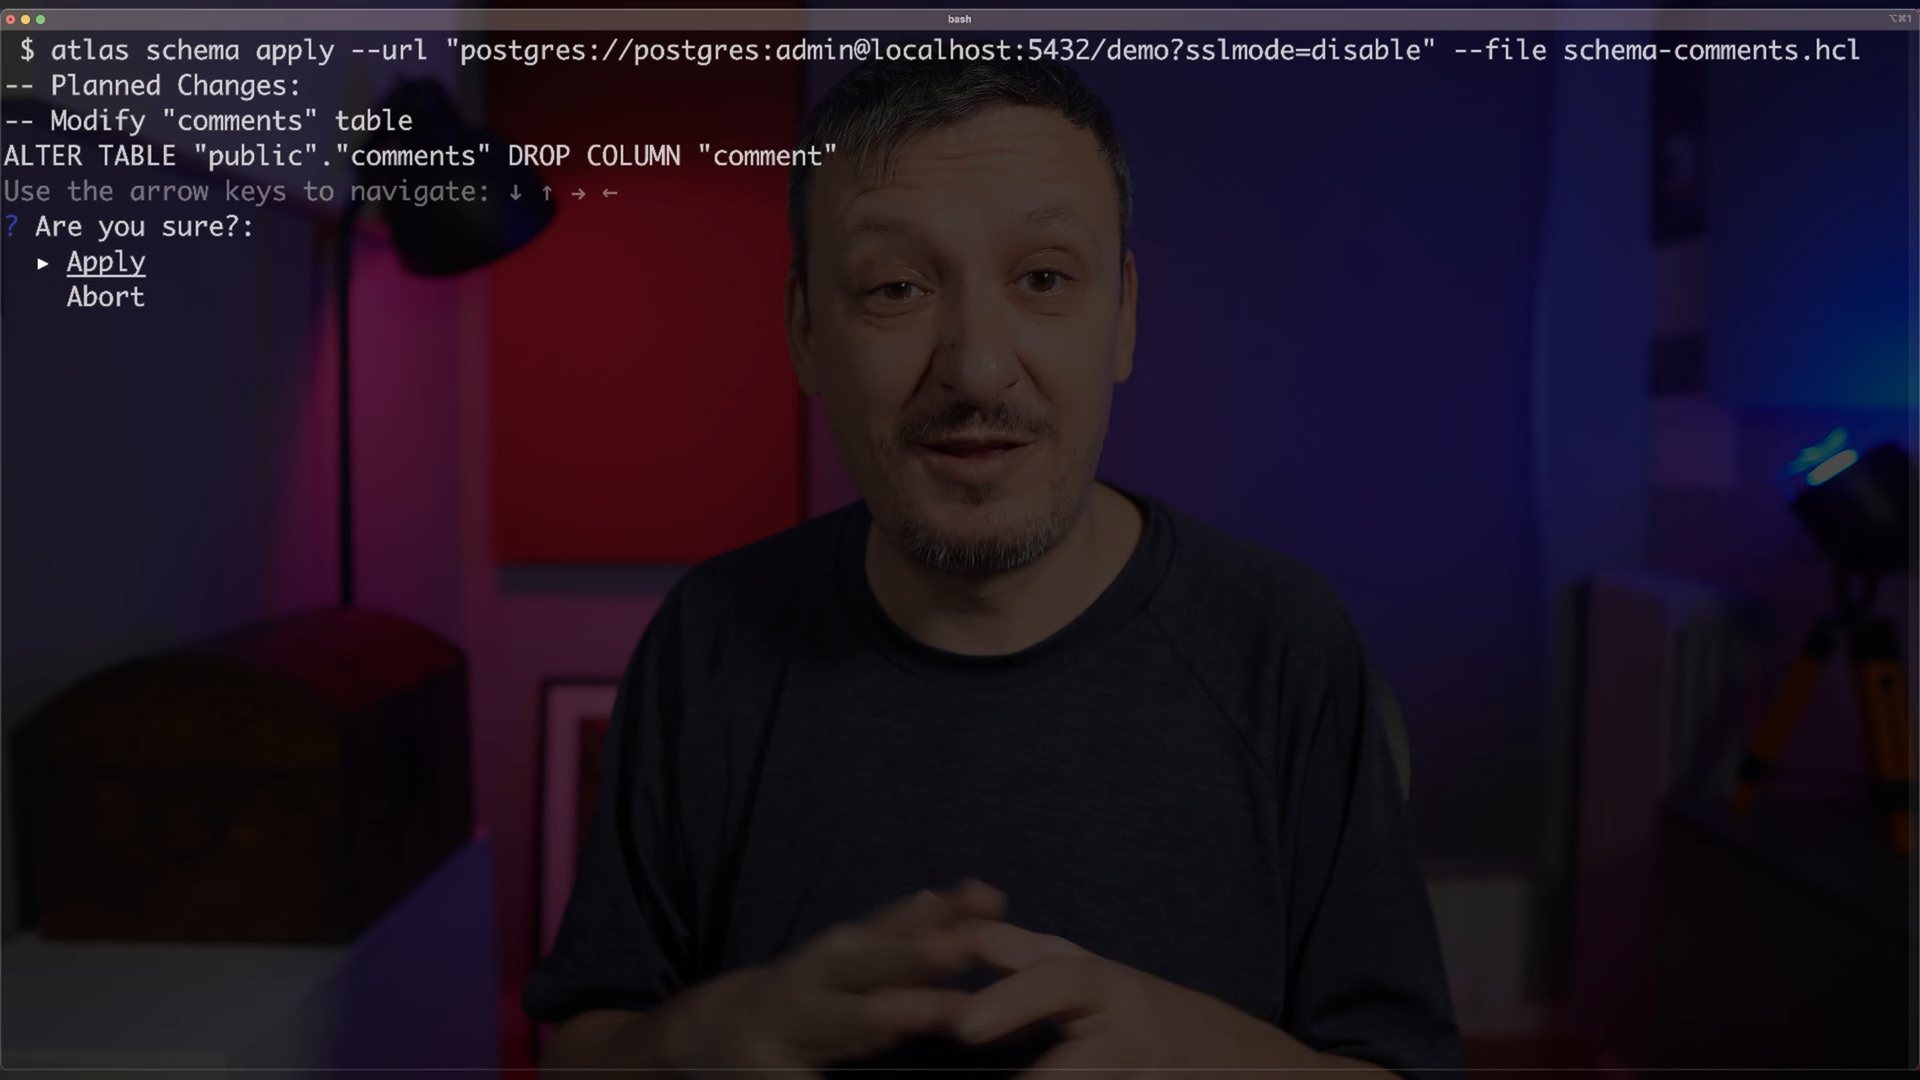 bash
⌥⌘1
$ atlas schema apply --url "postgres://postgres:admin@localhost:5432/demo?sslmode=disable" --file schema-comments.hcl
-- Planned Changes:
-- Modify "comments" table
ALTER TABLE "public"."comments" DROP COLUMN "comment"
Use the arrow keys to navigate: ↓ ↑ → ←
? Are you sure?:
▸ Apply
Abort